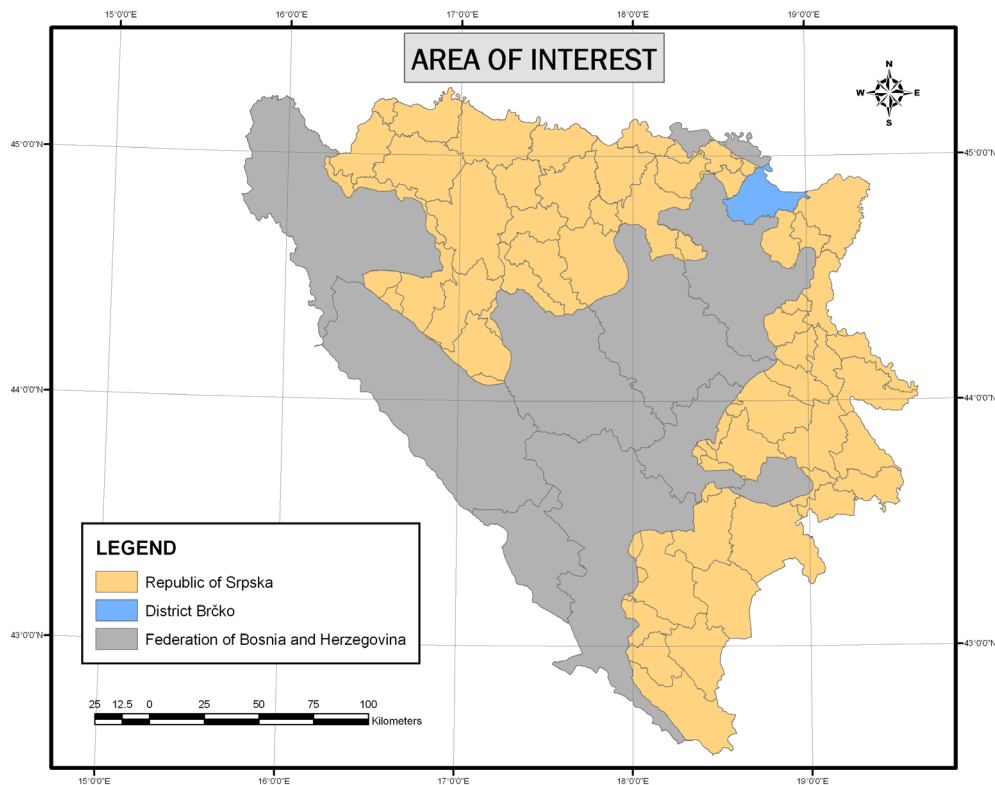 15°0'0"E 16°0'0"E 17°0'0"E 18°0'0"E 19°0'0"E
AREA OF INTEREST
N
W E
S
45°0'0"N 45°0'0"N
44°0'0"N 44°0'0"N
43°0'0"N 43°0'0"N
LEGEND
Republic of Srpska
District Brčko
Federation of Bosnia and Herzegovina
25 12.5 0 25 50 75 100
Kilometers
15°0'0"E 16°0'0"E 17°0'0"E 18°0'0"E 19°0'0"E